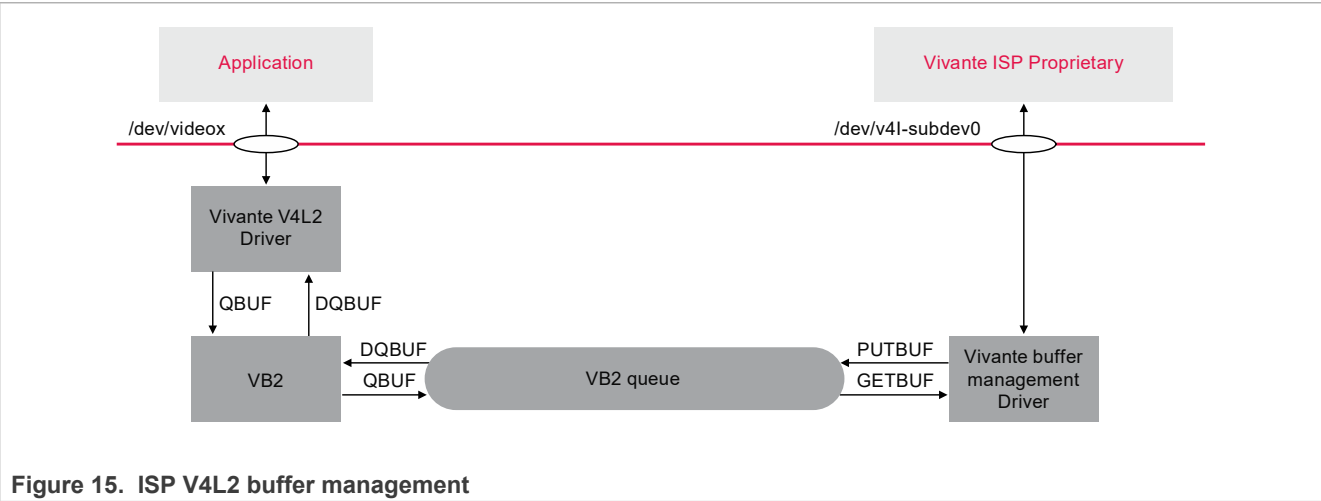 Application
Vivante ISP Proprietary
/dev/videox
/dev/v4l-subdev0
Vivante V4L2
Driver
QBUF
DQBUF
VB2
DQBUF
QBUF
VB2 queue
PUTBUF
GETBUF
Vivante buffer
management
Driver
Figure 15. ISP V4L2 buffer management